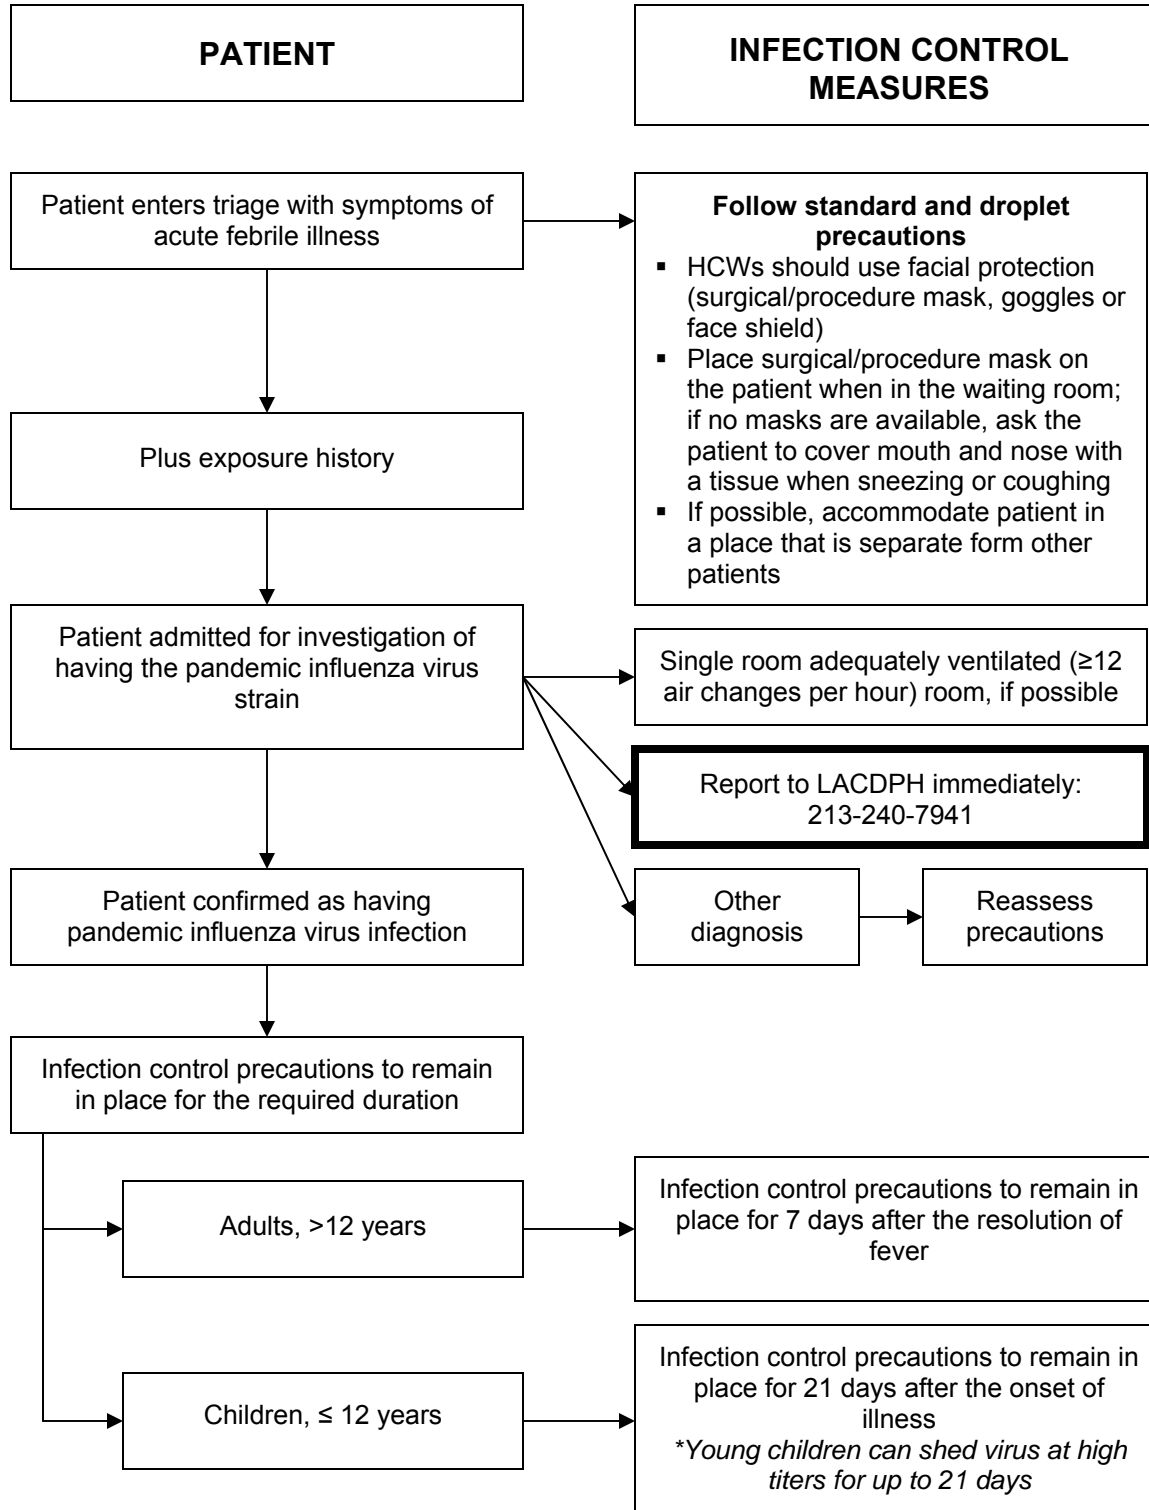 PATIENT
INFECTION CONTROL
MEASURES
Patient enters triage with symptoms of
acute febrile illness
Follow standard and droplet
precautions
▪ HCWs should use facial protection
(surgical/procedure mask, goggles or
face shield)
▪ Place surgical/procedure mask on
the patient when in the waiting room;
if no masks are available, ask the
patient to cover mouth and nose with
a tissue when sneezing or coughing
▪ If possible, accommodate patient in
a place that is separate form other
patients
Plus exposure history
Patient admitted for investigation of
having the pandemic influenza virus
strain
Single room adequately ventilated (≥12
air changes per hour) room, if possible
Report to LACDPH immediately:
213-240-7941
Other
diagnosis
Reassess
precautions
Patient confirmed as having
pandemic influenza virus infection
Infection control precautions to remain
in place for the required duration
Adults, >12 years
Infection control precautions to remain in
place for 7 days after the resolution of
fever
Children, ≤ 12 years
Infection control precautions to remain in
place for 21 days after the onset of
illness
*Young children can shed virus at high
titers for up to 21 days